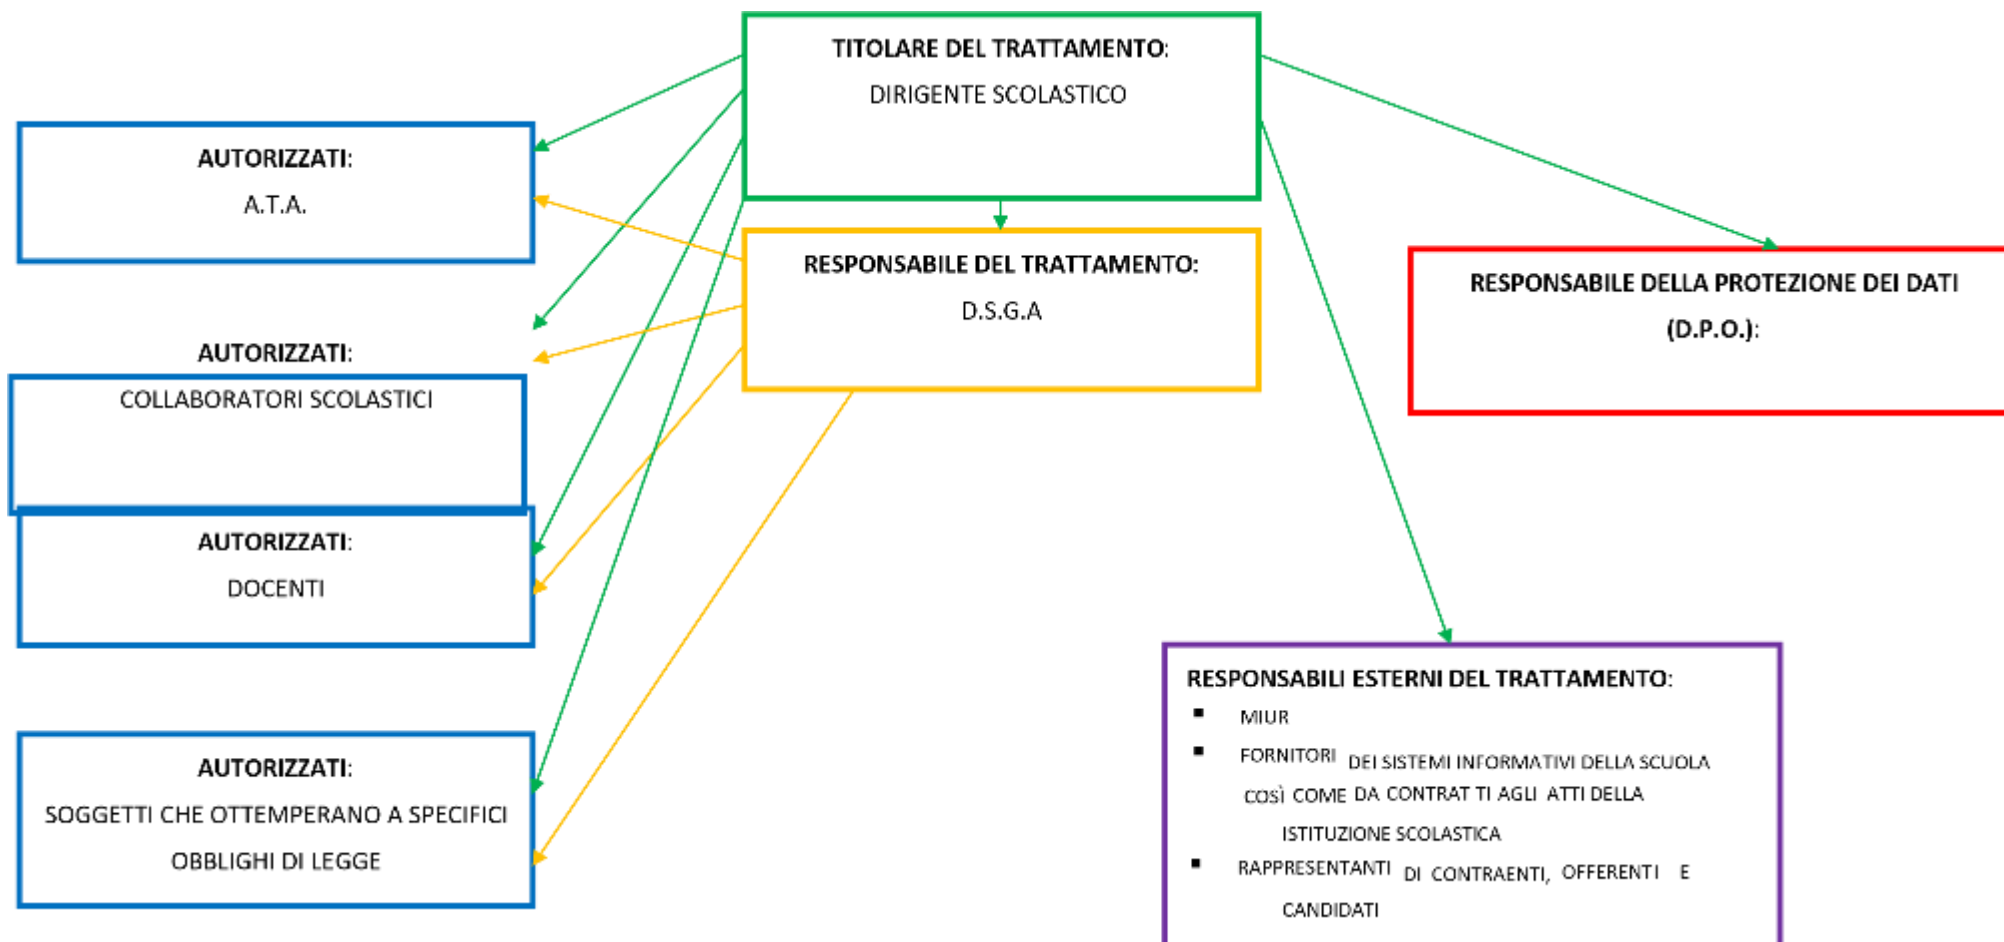 TITOLARE DEL TRATTAMENTO:
DIRIGENTE SCOLASTICO
AUTORIZZATI:
A.T.A.
RESPONSABILE DEL TRATTAMENTO:
D.S.G.A
RESPONSABILE DELLA PROTEZIONE DEI DATI
(D.P.O.):
AUTORIZZATI:
COLLABORATORI SCOLASTICI
AUTORIZZATI:
DOCENTI
AUTORIZZATI:
SOGGETTI CHE OTTEMPERANO A SPECIFICI
OBBLIGHI DI LEGGE
RESPONSABILI ESTERNI DEL TRATTAMENTO:
▪ MIUR
▪ FORNITORI DEI SISTEMI INFORMATIVI DELLA SCUOLA
COSÌ COME DA CONTRAT TI AGLI ATTI DELLA
ISTITUZIONE SCOLASTICA
▪ RAPPRESENTANTI DI CONTRAENTI, OFFERENTI E
CANDIDATI